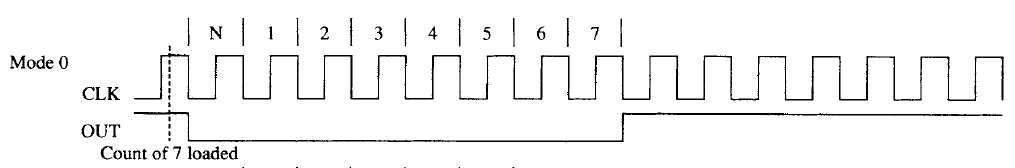 N 1 2 3 4 5 6 7
Mode 0
CLK
OUT
Count of 7 loaded